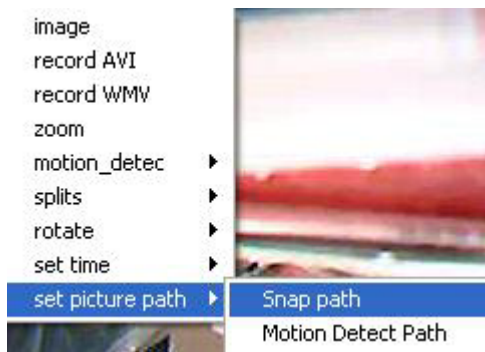 image
record AVI
record WMV
zoom
motion_detec
splits
rotate
set time
set picture path
Snap path
Motion Detect Path